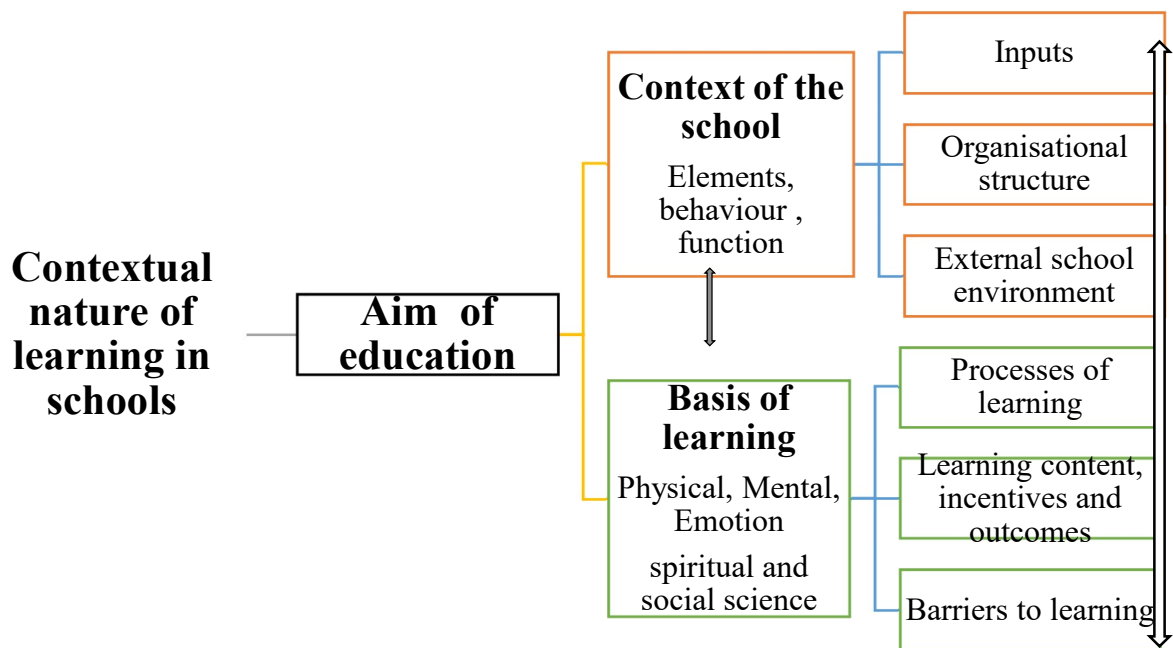 Contextual
nature of
learning in
schools
Aim of
education
Context of the
school
Elements,
behaviour ,
function
Basis of
learning
Physical, Mental,
Emotion
spiritual and
social science
Inputs
Organisational
structure
External school
environment
Processes of
learning
Learning content,
incentives and
outcomes
Barriers to learning